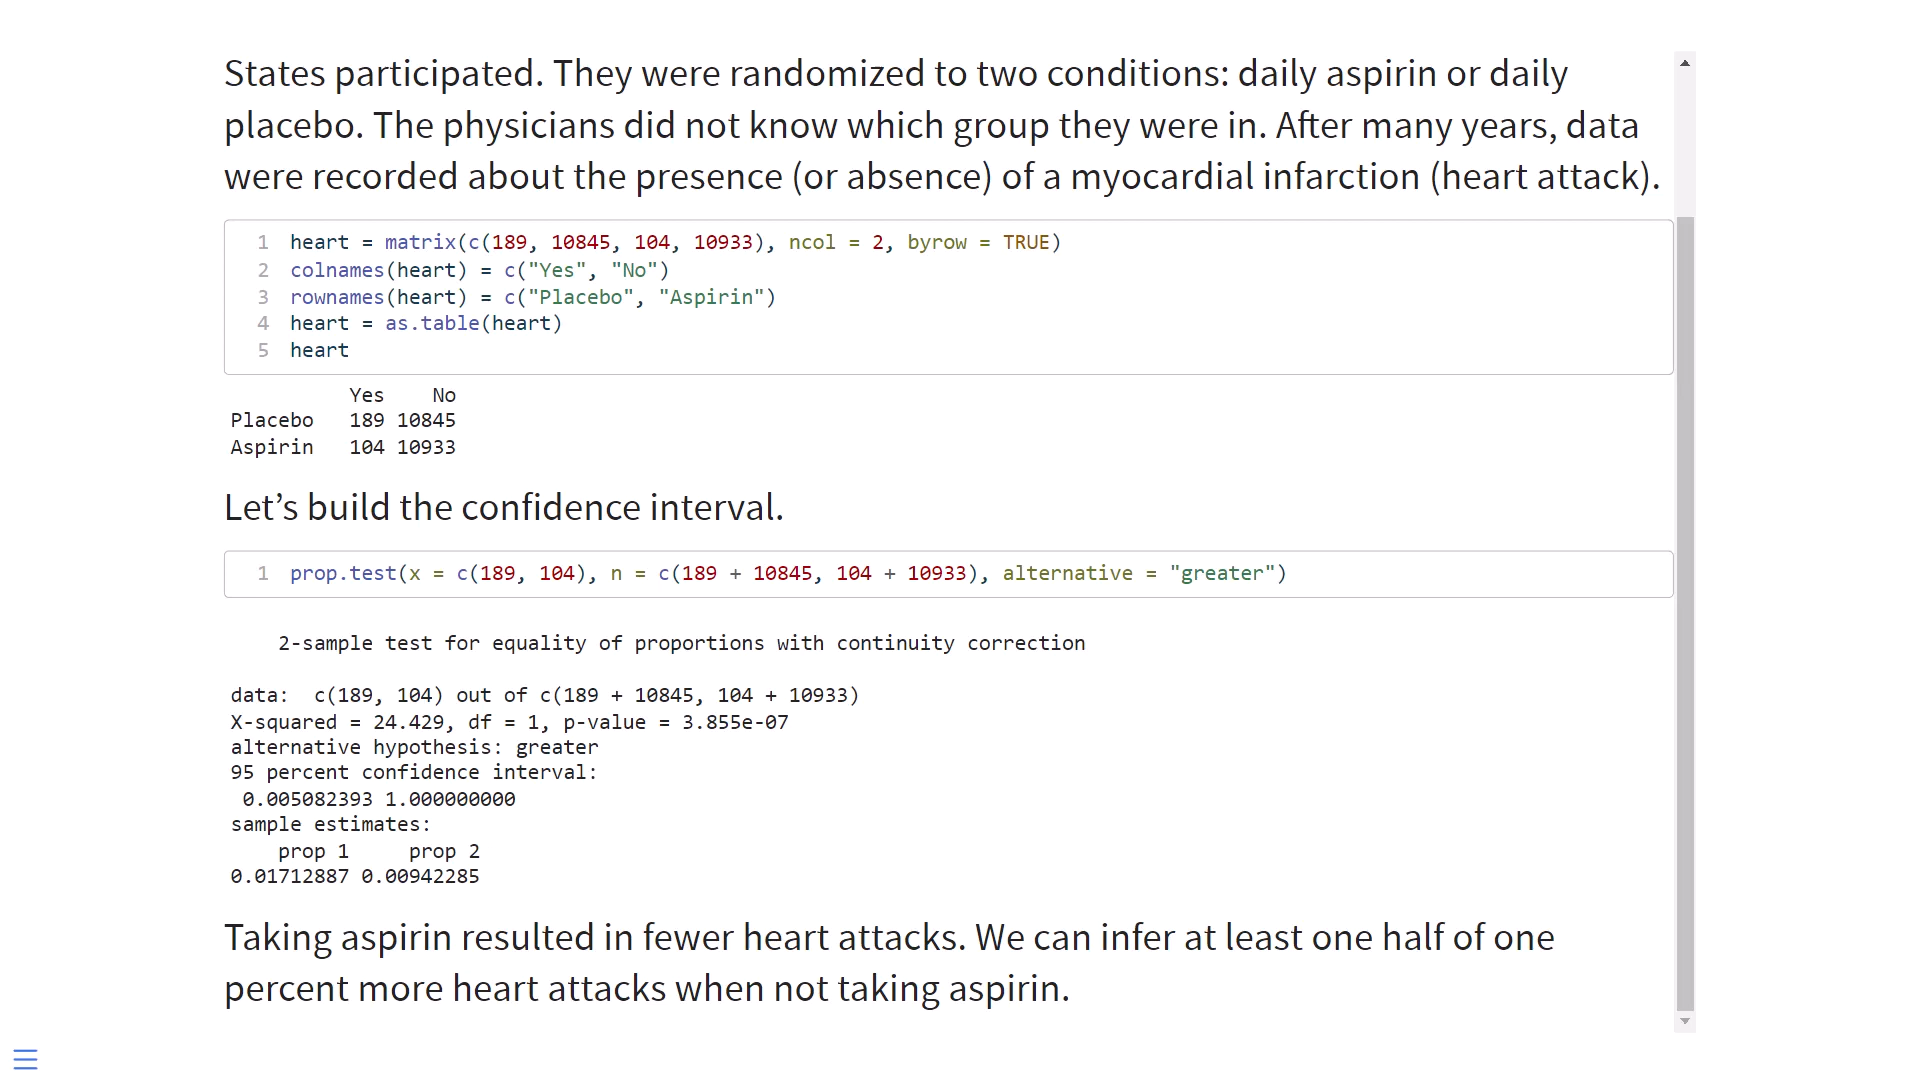 States participated. They were randomized to two conditions: daily aspirin or daily
placebo. The physicians did not know which group they were in. After many years, data
were recorded about the presence (or absence) of a myocardial infarction (heart attack).
1 heart = matrix(c(189, 10845, 104, 10933), ncol = 2, byrow = TRUE)
2 colnames(heart) = c("Yes", "No")
3 rownames(heart) = c("Placebo", "Aspirin")
4 heart = as.table(heart)
5 heart
Yes No
Placebo 189 10845
Aspirin 104 10933
Let’s build the confidence interval.
1 prop.test(x = c(189, 104), n = c(189 + 10845, 104 + 10933), alternative = "greater")
2-sample test for equality of proportions with continuity correction
data: c(189, 104) out of c(189 + 10845, 104 + 10933)
X-squared = 24.429, df = 1, p-value = 3.855e-07
alternative hypothesis: greater
95 percent confidence interval:
0.005082393 1.000000000
sample estimates:
prop 1 prop 2
0.01712887 0.00942285
Taking aspirin resulted in fewer heart attacks. We can infer at least one half of one
percent more heart attacks when not taking aspirin.